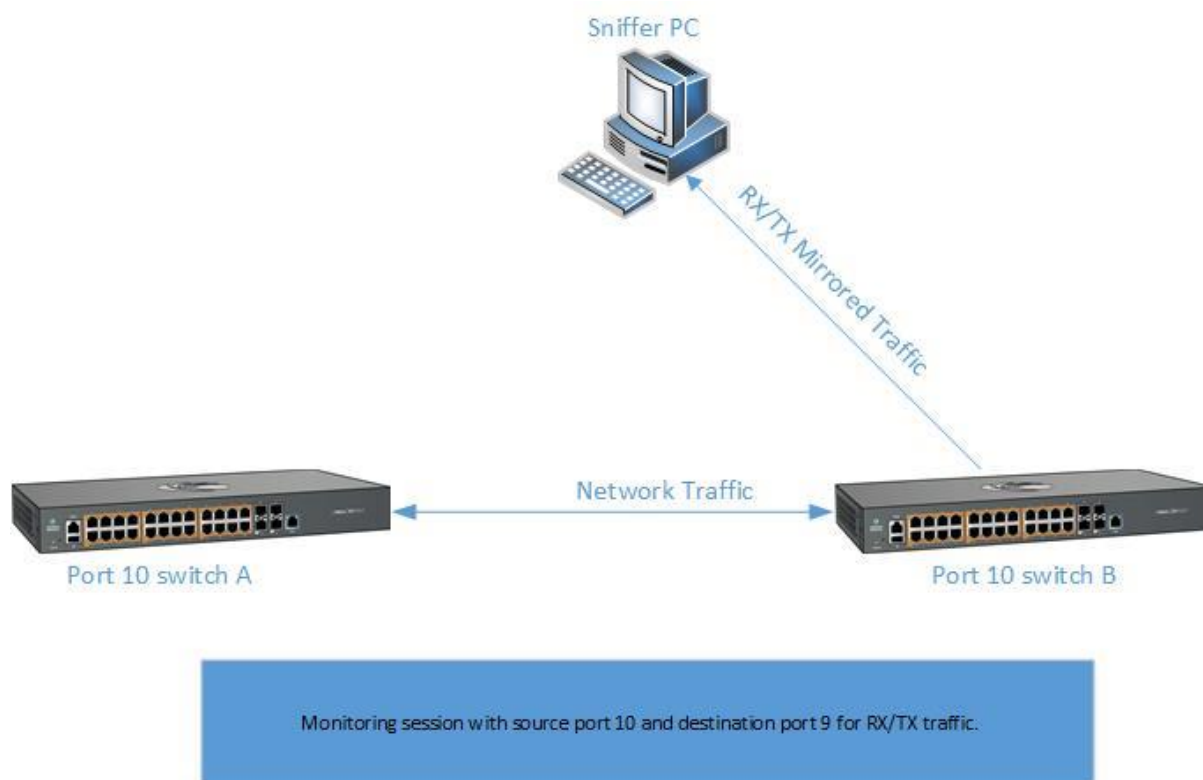 Sniffer PC
RX/TX Mirrored Traffic
Network Traffic
Port 10 switch A
Port 10 switch B
Monitoring session with source port 10 and destination port 9 for RX/TX traffic.